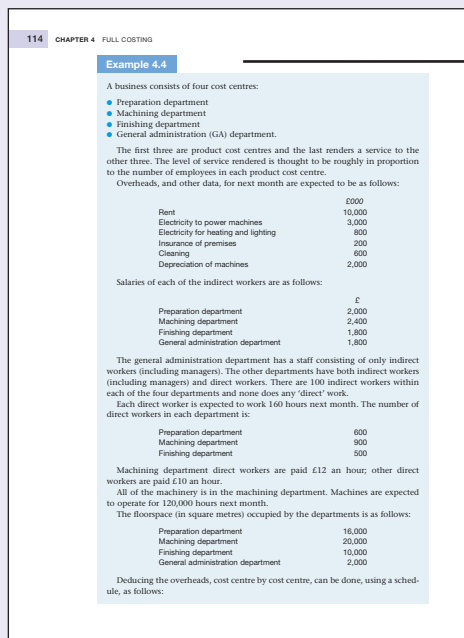 114 CHAPTER 4 FULL COSTING
Example 4.4
A business consists of four cost centres:
● Preparation department
● Machining department
● Finishing department
● General administration (GA) department.
The first three are product cost centres and the last renders a service to the
other three. The level of service rendered is thought to be roughly in proportion
to the number of employees in each product cost centre.
Overheads, and other data, for next month are expected to be as follows:
£000
Rent 10,000
Electricity to power machines 3,000
Electricity for heating and lighting 800
Insurance of premises 200
Cleaning 600
Depreciation of machines 2,000
Salaries of each of the indirect workers are as follows:
£
Preparation department 2,000
Machining department 2,400
Finishing department 1,800
General administration department 1,800
The general administration department has a staff consisting of only indirect
workers (including managers). The other departments have both indirect workers
(including managers) and direct workers. There are 100 indirect workers within
each of the four departments and none does any ‘direct’ work.
Each direct worker is expected to work 160 hours next month. The number of
direct workers in each department is:
Preparation department 600
Machining department 900
Finishing department 500
Machining department direct workers are paid £12 an hour; other direct
workers are paid £10 an hour.
All of the machinery is in the machining department. Machines are expected
to operate for 120,000 hours next month.
The floorspace (in square metres) occupied by the departments is as follows:
Preparation department 16,000
Machining department 20,000
Finishing department 10,000
General administration department 2,000
Deducing the overheads, cost centre by cost centre, can be done, using a sched-
ule, as follows: